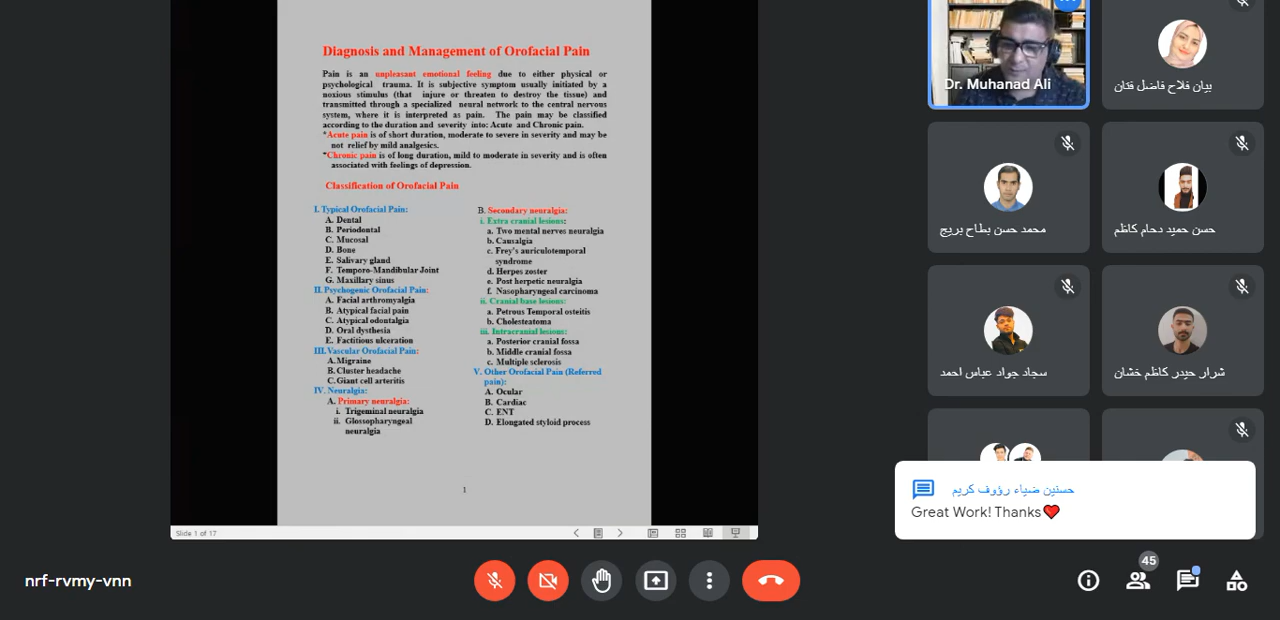 Diagnosis and Management of Orofacial Pain
Pain is an unpleasant emotional feeling due to either physical or
psychological trauma. It is subjective symptom usually initiated by a
noxious stimulus (that injure or threaten to destroy the tissue) and
transmitted through a specialized neural network to the central nervous
system, where it is interpreted as pain. The pain may be classified
according to the duration and severity into: Acute and Chronic pain.
*Acute pain is of short duration, moderate to severe in severity and may be
not relief by mild analgesics.
*Chronic pain is of long duration, mild to moderate in severity and is often
associated with feelings of depression.
Classification of Orofacial Pain
I. Typical Orofacial Pain:
A. Dental
B. Periodontal
C. Mucosal
D. Bone
E. Salivary gland
F. Temporo-Mandibular Joint
G. Maxillary sinus
II. Psychogenic Orofacial Pain:
A. Facial arthromyalgia
B. Atypical facial pain
C. Atypical odontalgia
D. Oral dysthesia
E. Factitious ulceration
III. Vascular Orofacial Pain:
A. Migraine
B. Cluster headache
C. Giant cell arteritis
IV. Neuralgia:
A. Primary neuralgia:
i. Trigeminal neuralgia
ii. Glossopharyngeal
neuralgia
B. Secondary neuralgia:
i. Extra cranial lesions:
a. Two mental nerves neuralgia
b. Causalgia
c. Frey's auriculotemporal
syndrome
d. Herpes zoster
e. Post herpetic neuralgia
f. Nasopharyngeal carcinoma
ii. Cranial base lesions:
a. Petrous Temporal osteitis
b. Cholesteatoma
iii. Intracranial lesions:
a. Posterior cranial fossa
b. Middle cranial fossa
c. Multiple sclerosis
V. Other Orofacial Pain (Referred
pain):
A. Ocular
B. Cardiac
C. ENT
D. Elongated styloid process
1
Slide 1 of 17
Dr. Muhanad Ali
بيان فلاح فاضل فتان
محمد حسن بطاح بريج
حسن حميد دحام كاظم
سجاد جواد عباس احمد
شرار حيدر كاظم خشان
حسنين ضياء رؤوف كريم
Great Work! Thanks❤️
nrf-rvmy-vnn
45